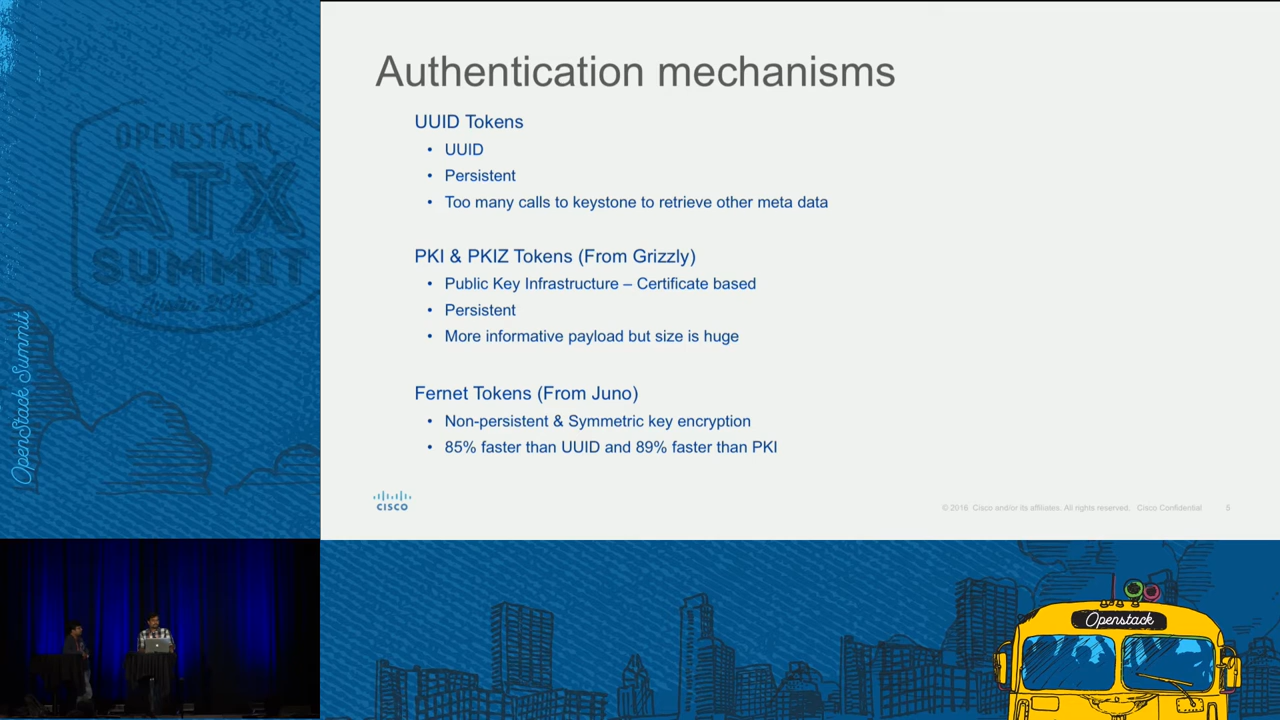 Authentication mechanisms
UUID Tokens
• UUID
• Persistent
• Too many calls to keystone to retrieve other meta data
PKI & PKIZ Tokens (From Grizzly)
• Public Key Infrastructure – Certificate based
• Persistent
• More informative payload but size is huge
Fernet Tokens (From Juno)
• Non-persistent & Symmetric key encryption
• 85% faster than UUID and 89% faster than PKI
CISCO
© 2016 Cisco and/or its affiliates. All rights reserved. Cisco Confidential 5
OPENSTACK
ATX
SUMMIT
Austin
OpenStack Summit
Openstack